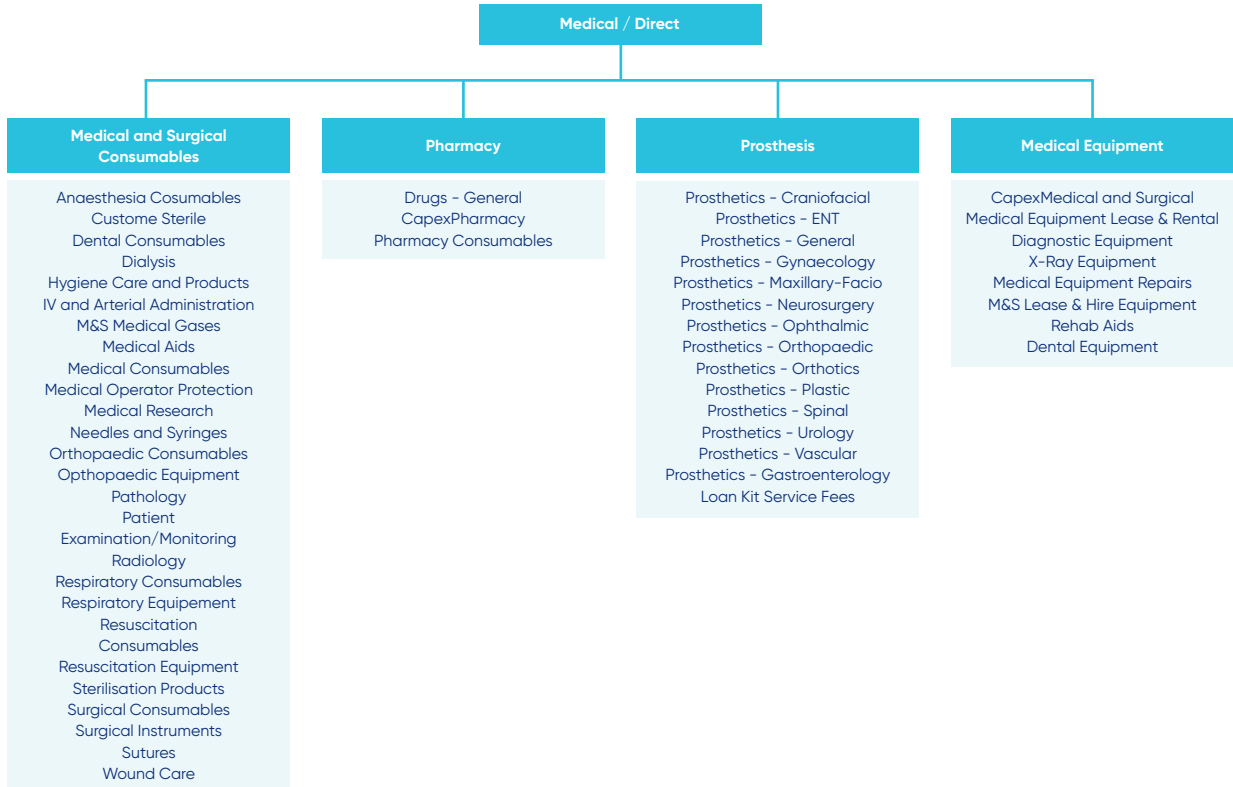 Medical / Direct
Medical and Surgical
Consumables
Anaesthesia Cosumables
Custome Sterile
Dental Consumables
Dialysis
Hygiene Care and Products
IV and Arterial Administration
M&S Medical Gases
Medical Aids
Medical Consumables
Medical Operator Protection
Medical Research
Needles and Syringes
Orthopaedic Consumables
Opthopaedic Equipment
Pathology
Patient
Examination/Monitoring
Radiology
Respiratory Consumables
Respiratory Equipement
Resuscitation
Consumables
Resuscitation Equipment
Sterilisation Products
Surgical Consumables
Surgical Instruments
Sutures
Wound Care
Pharmacy
Drugs - General
CapexPharmacy
Pharmacy Consumables
Prosthesis
Prosthetics - Craniofacial
Prosthetics - ENT
Prosthetics - General
Prosthetics - Gynaecology
Prosthetics - Maxillary-Facio
Prosthetics - Neurosurgery
Prosthetics - Ophthalmic
Prosthetics - Orthopaedic
Prosthetics - Orthotics
Prosthetics - Plastic
Prosthetics - Spinal
Prosthetics - Urology
Prosthetics - Vascular
Prosthetics - Gastroenterology
Loan Kit Service Fees
Medical Equipment
CapexMedical and Surgical
Medical Equipment Lease & Rental
Diagnostic Equipment
X-Ray Equipment
Medical Equipment Repairs
M&S Lease & Hire Equipment
Rehab Aids
Dental Equipment